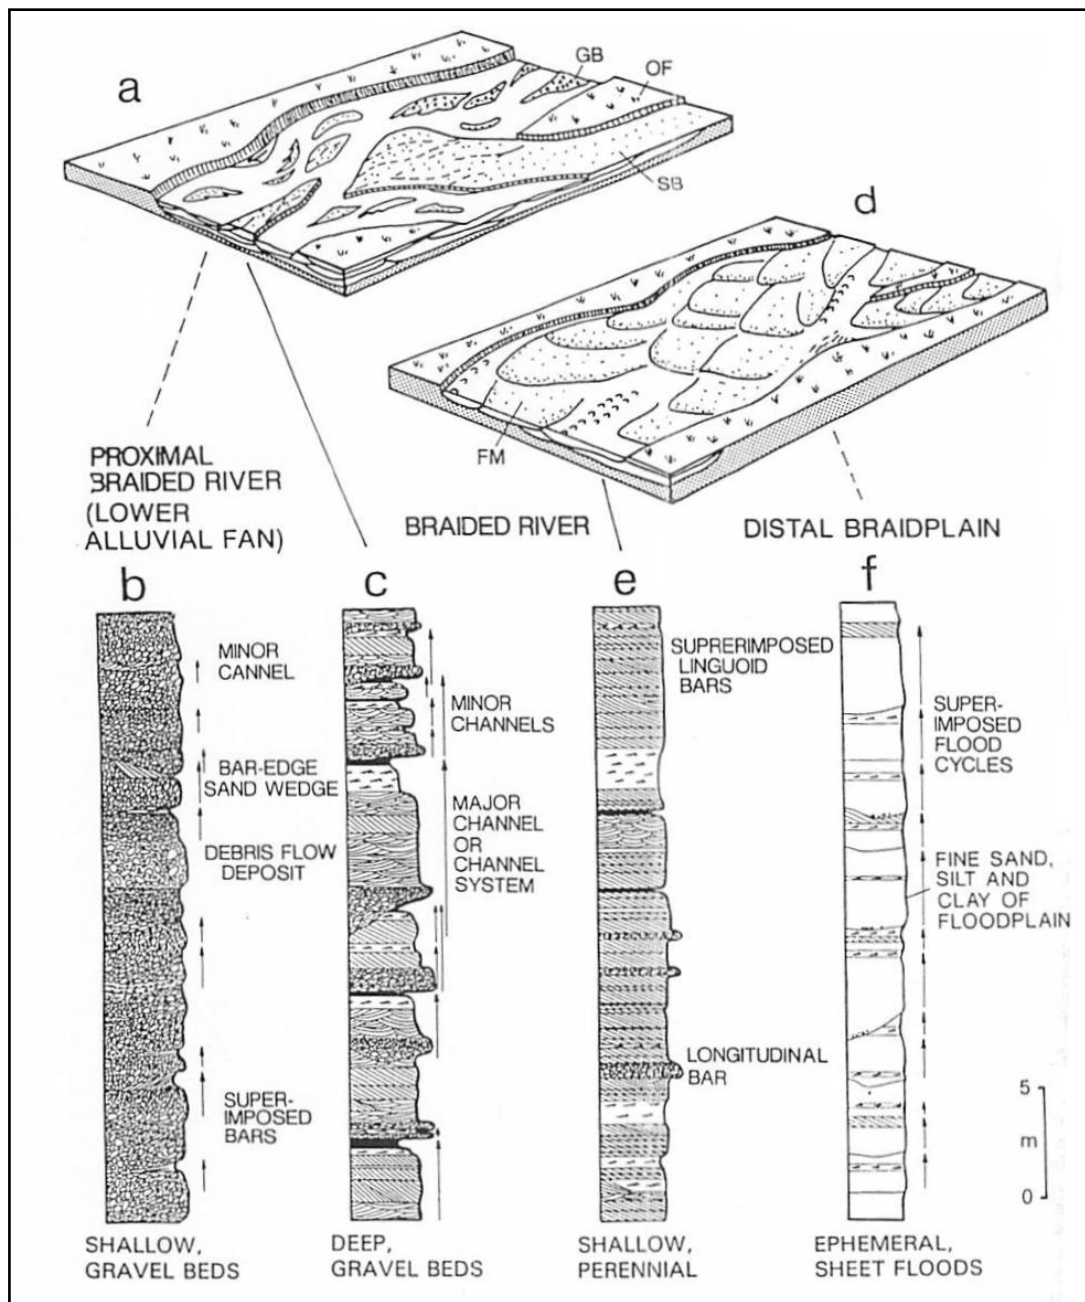 a
GB
OF
SB
d
FM
PROXIMAL
BRAIDED RIVER
(LOWER
ALLUVIAL FAN)
BRAIDED RIVER
DISTAL BRAIDPLAIN
b
c
e
f
MINOR
CANNEL
BAR-EDGE
SAND WEDGE
DEBRIS FLOW
DEPOSIT
SUPER-
IMPOSED
BARS
MINOR
CHANNELS
MAJOR
CHANNEL
OR
CHANNEL
SYSTEM
SUPRERIMPOSED
LINGUOID
BARS
LONGITUDINAL
BAR
SUPER-
IMPOSED
FLOOD
CYCLES
FINE SAND,
SILT AND
CLAY OF
FLOODPLAIN
5
m
0
SHALLOW,
GRAVEL BEDS
DEEP,
GRAVEL BEDS
SHALLOW,
PERENNIAL
EPHEMERAL,
SHEET FLOODS